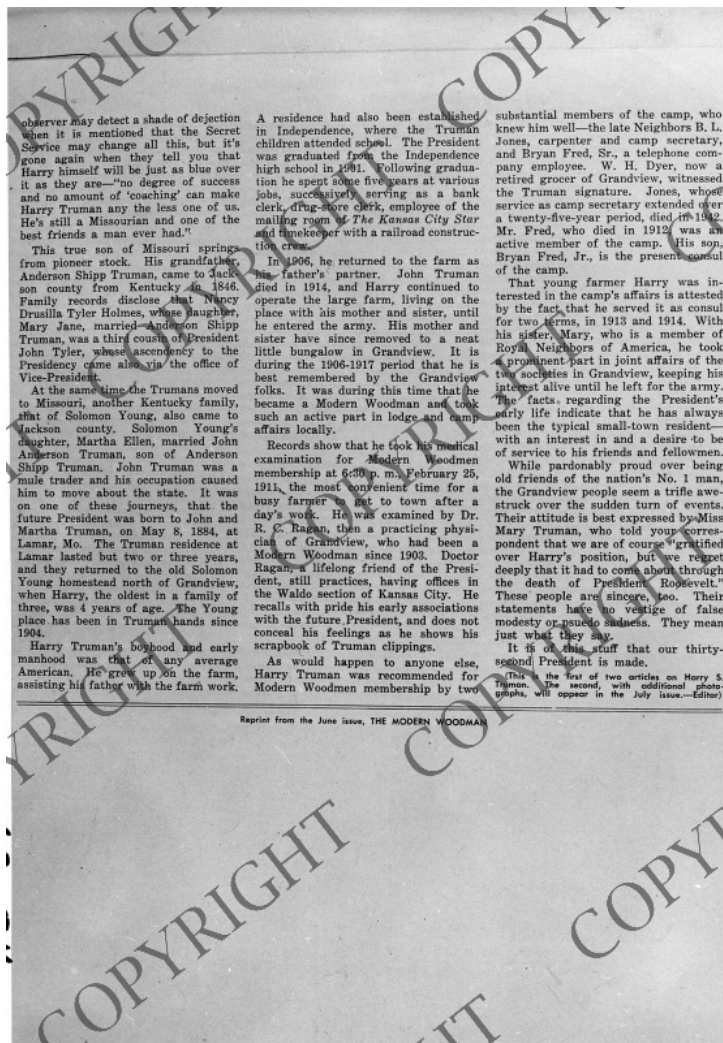 observer may detect a shade of dejection
when it is mentioned that the Secret
Service may change all this, but it's
gone again when they tell you that
Harry himself will be just as blue over
it as they are—"no degree of success
and no amount of 'coaching' can make
Harry Truman any the less one of us.
He's still a Missourian and one of the
best friends a man ever had."
This true son of Missouri springs
from pioneer stock. His grandfather,
Anderson Shipp Truman, came to Jack-
son county from Kentucky in 1846.
Family records disclose that Nancy
Drusilla Tyler Holmes, whose daughter,
Mary Jane, married Anderson Shipp
Truman, was a third cousin of President
John Tyler, whose ascendency to the
Presidency came also via the office of
Vice-President.
At the same time the Trumans moved
to Missouri, another Kentucky family,
that of Solomon Young, also came to
Jackson county. Solomon Young's
daughter, Martha Ellen, married John
Anderson Truman, son of Anderson
Shipp Truman. John Truman was a
mule trader and his occupation caused
him to move about the state. It was
on one of these journeys, that the
future President was born to John and
Martha Truman, on May 8, 1884, at
Lamar, Mo. The Truman residence at
Lamar lasted but two or three years,
and they returned to the old Solomon
Young homestead north of Grandview,
when Harry, the oldest in a family of
three, was 4 years of age. The Young
place has been in Truman hands since
1904.
Harry Truman's boyhood and early
manhood was that of any average
American. He grew up on the farm,
assisting his father with the farm work.
A residence had also been established
in Independence, where the Truman
children attended school. The President
was graduated from the Independence
high school in 1901. Following gradua-
tion he spent some five years at various
jobs, successively serving as a bank
clerk, drug-store clerk, employee of the
mailing room of The Kansas City Star
and timekeeper with a railroad construc-
tion crew.
In 1906, he returned to the farm as
his father's partner. John Truman
died in 1914, and Harry continued to
operate the large farm, living on the
place with his mother and sister, until
he entered the army. His mother and
sister have since removed to a neat
little bungalow in Grandview. It is
during the 1906-1917 period that he is
best remembered by the Grandview
folks. It was during this time that he
became a Modern Woodman and took
such an active part in lodge and camp
affairs locally.
Records show that he took his medical
examination for Modern Woodmen
membership at 6:30 p. m. February 25,
1911, the most convenient time for a
busy farmer to get to town after a
day's work. He was examined by Dr.
R. C. Ragan, then a practicing physi-
cian of Grandview, who had been a
Modern Woodman since 1903. Doctor
Ragan, a lifelong friend of the Presi-
dent, still practices, having offices in
the Waldo section of Kansas City. He
recalls with pride his early associations
with the future President, and does not
conceal his feelings as he shows his
scrapbook of Truman clippings.
As would happen to anyone else,
Harry Truman was recommended for
Modern Woodmen membership by two
substantial members of the camp, who
knew him well—the late Neighbors B. L.
Jones, carpenter and camp secretary,
and Bryan Fred, Sr., a telephone com-
pany employee. W. H. Dyer, now a
retired grocer of Grandview, witnessed
the Truman signature. Jones, whose
service as camp secretary extended over
a twenty-five-year period, died in 1942.
Mr. Fred, who died in 1912, was an
active member of the camp. His son,
Bryan Fred, Jr., is the present consul
of the camp.
That young farmer Harry was in-
terested in the camp's affairs is attested
by the fact that he served it as consul
for two terms, in 1913 and 1914. With
his sister, Mary, who is a member of
Royal Neighbors of America, he took
a prominent part in joint affairs of the
two societies in Grandview, keeping his
interest alive until he left for the army.
The facts regarding the President's
early life indicate that he has always
been the typical small-town resident—
with an interest in and a desire to be
of service to his friends and fellowmen.
While pardonably proud over being
old friends of the nation's No. 1 man,
the Grandview people seem a trifle awe-
struck over the sudden turn of events.
Their attitude is best expressed by Miss
Mary Truman, who told your corres-
pondent that we are of course "gratified
over Harry's position, but we regret
deeply that it had to come about through
the death of President Roosevelt."
These people are sincere, too. Their
statements have no vestige of false
modesty or psuedo sadness. They mean
just what they say.
It is of this stuff that our thirty-
second President is made.
(This is the first of two articles on Harry S.
Truman. The second, with additional photo-
graphs, will appear in the July issue.—Editor)
Reprint from the June issue, THE MODERN WOODMAN
COPYRIGHT
COPYRIGHT
COPYRIGHT
COPYRIGHT
COPYRIGHT
COPYRIGHT
COPYRIGHT